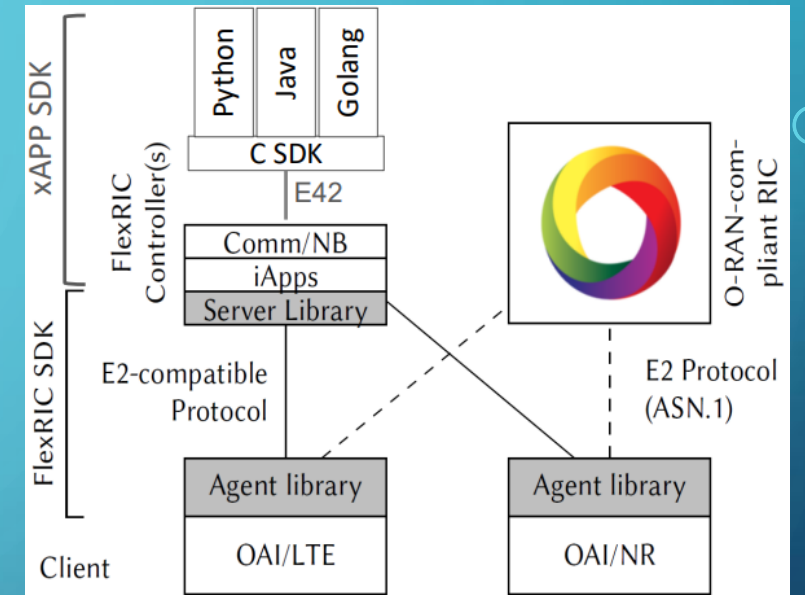 xAPP SDK
Python
Java
Golang
C SDK
E42
FlexRIC
Controller(s)
Comm/NB
iApps
Server Library
O-RAN-com-
pliant RIC
FlexRIC SDK
E2-compatible
Protocol
E2 Protocol
(ASN.1)
Agent library
Agent library
Client
OAI/LTE
OAI/NR